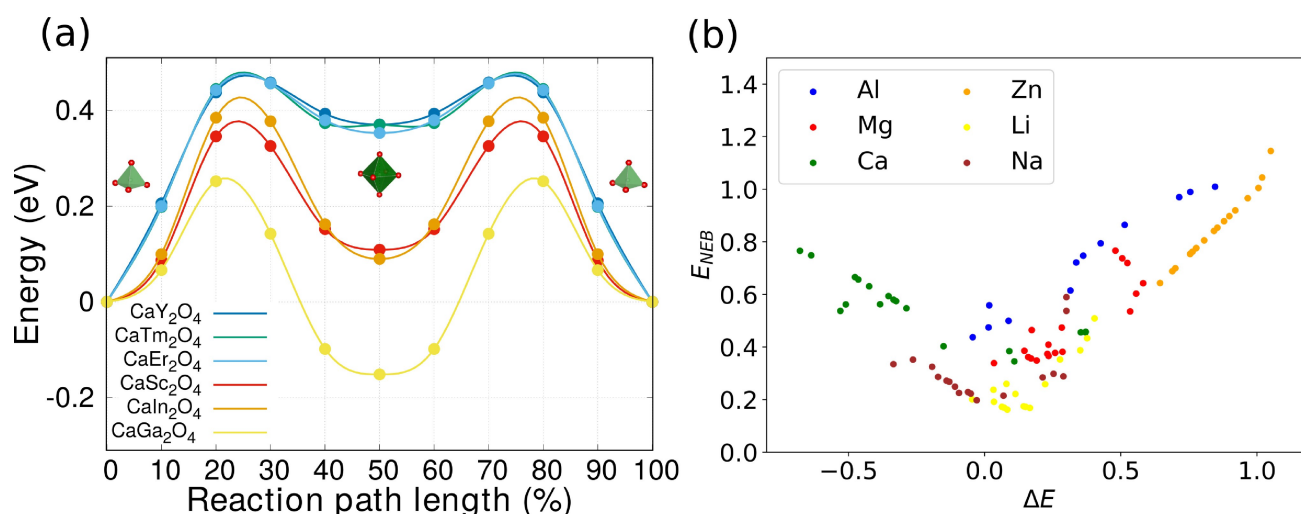 (a)
Energy (eV)
0.4
0.2
0
-0.2
CaY₂O₄
CaTm₂O₄
CaEr₂O₄
CaSc₂O₄
CaIn₂O₄
CaGa₂O₄
0 10 20 30 40 50 60 70 80 90 100
Reaction path length (%)
(b)
E_NEB
1.4
1.2
1.0
0.8
0.6
0.4
0.2
0.0
Al Zn
Mg Li
Ca Na
−0.5 0.0 0.5 1.0
ΔE